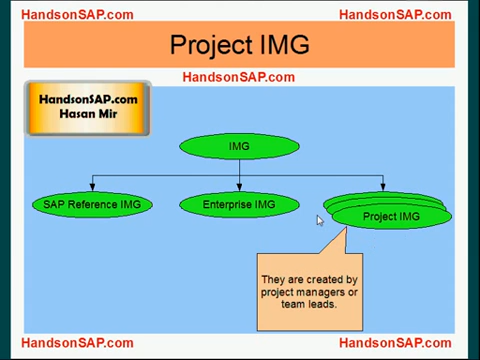 HandsonSAP.com HandsonSAP.com
Project IMG
HandsonSAP.com
HandsonSAP.com
Hasan Mir
IMG
SAP Reference IMG
Enterprise IMG
Project IMG
They are created by
project managers or
team leads.
HandsonSAP.com HandsonSAP.com